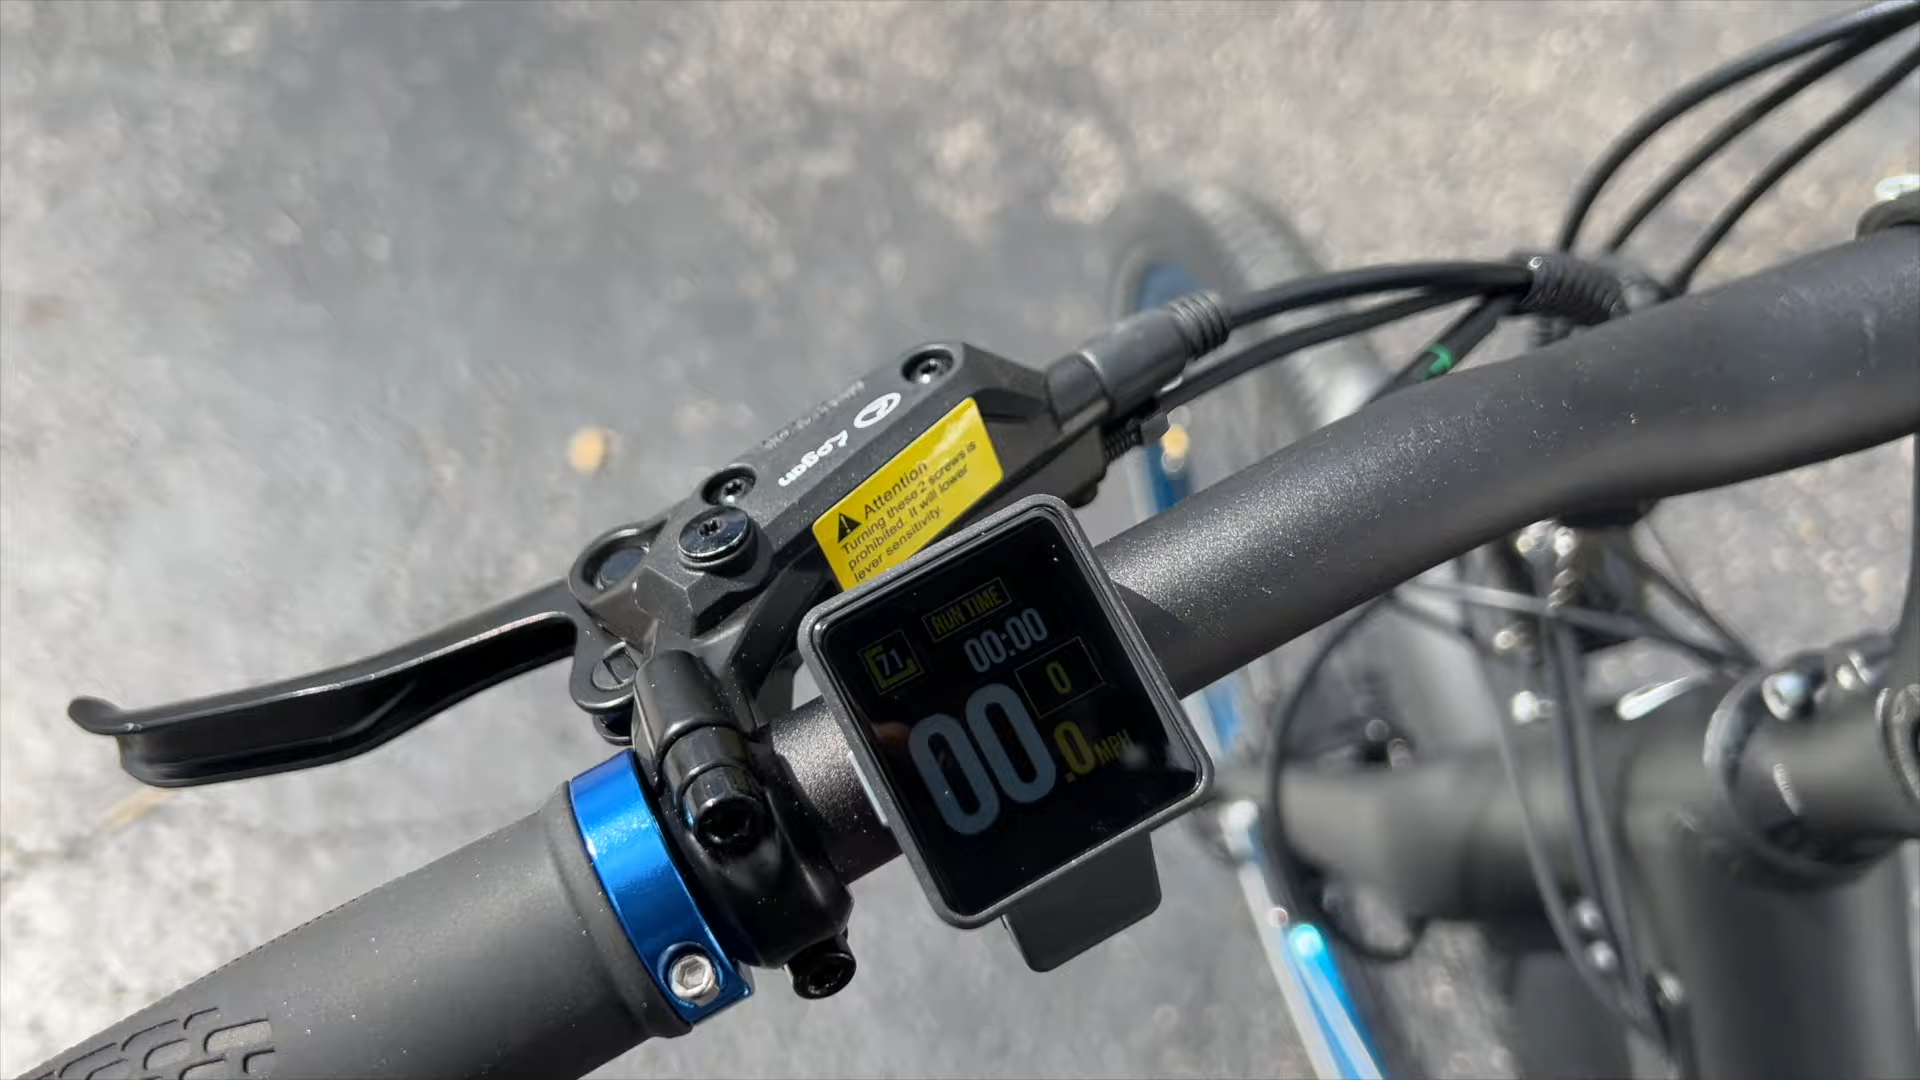 Logan
Attention
Turning these 2 screws is
prohibited. It will lower
lever sensitivity.
RUN TIME
00:00
71
0
00.0 MPH